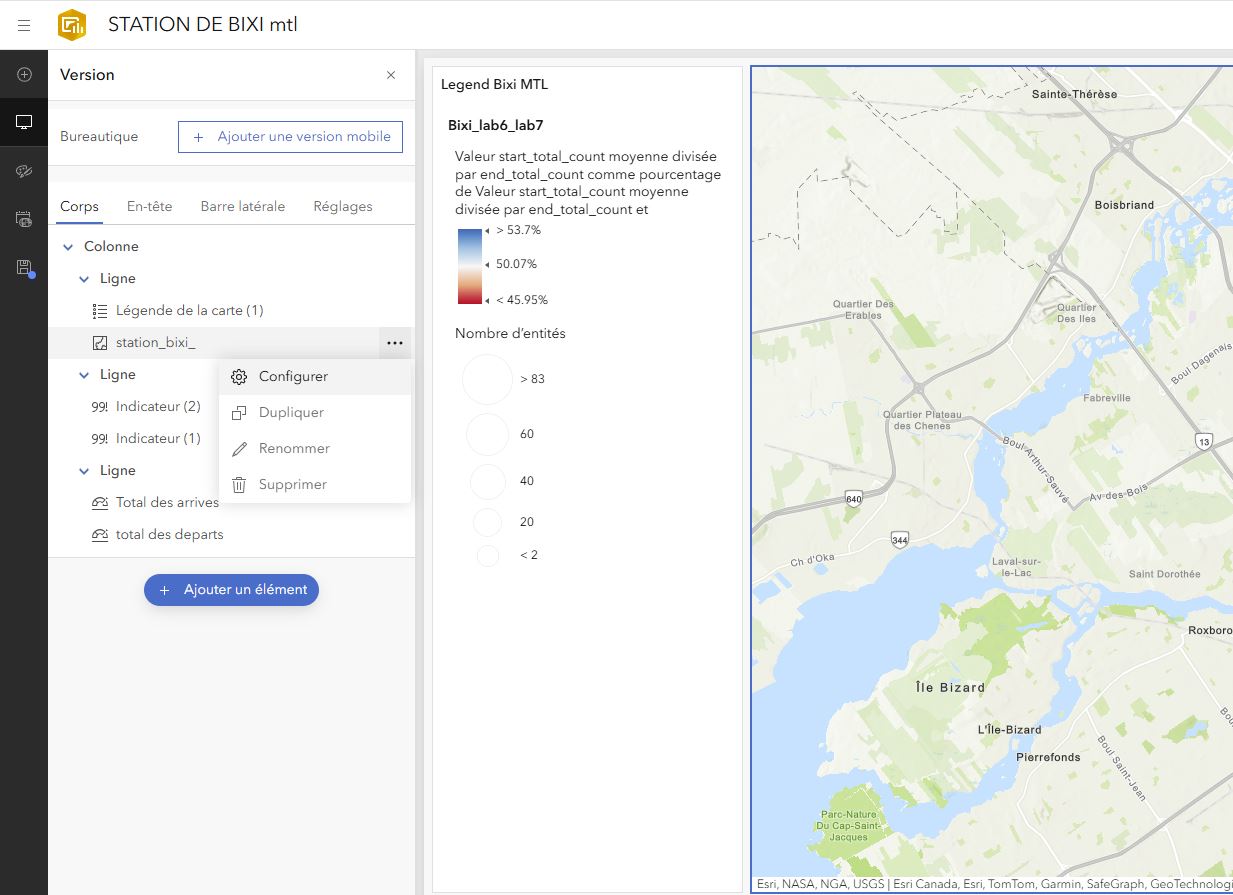 STATION DE BIXI mtl
Version
Bureautique
Ajouter une version mobile
Corps
En-tête
Barre latérale
Réglages
Colonne
Ligne
Légende de la carte (1)
station_bixi_
Ligne
Indicateur (2)
Indicateur (1)
Ligne
Total des arrives
total des departs
Configurer
Dupliquer
Renommer
Supprimer
Ajouter un élément
Legend Bixi MTL
Bixi_lab6_lab7
Valeur start_total_count moyenne divisée
par end_total_count comme pourcentage
de Valeur start_total_count moyenne
divisée par end_total_count et
> 53.7%
50.07%
< 45.95%
Nombre d'entités
> 83
60
40
20
< 2
Sainte-Thérèse
Boisbriand
Quartier Des
Erables
Quartier
Des Iles
Boul Dagenais
Fabreville
Quartier Plateau
des Chenes
13
Boul Arthur-Sauvé
Av des-Bois
640
344
Ch d'Oka
Laval-sur-
le-Lac
Saint Dorothée
Roxboro
Île Bizard
L'Île-Bizard
Pierrefonds
Boul Saint-Jean
Parc-Nature
Du Cap-Saint-
Jacques
Esri, NASA, NGA, USGS | Esri Canada, Esri, TomTom, Garmin, SafeGraph, GeoTechnologi